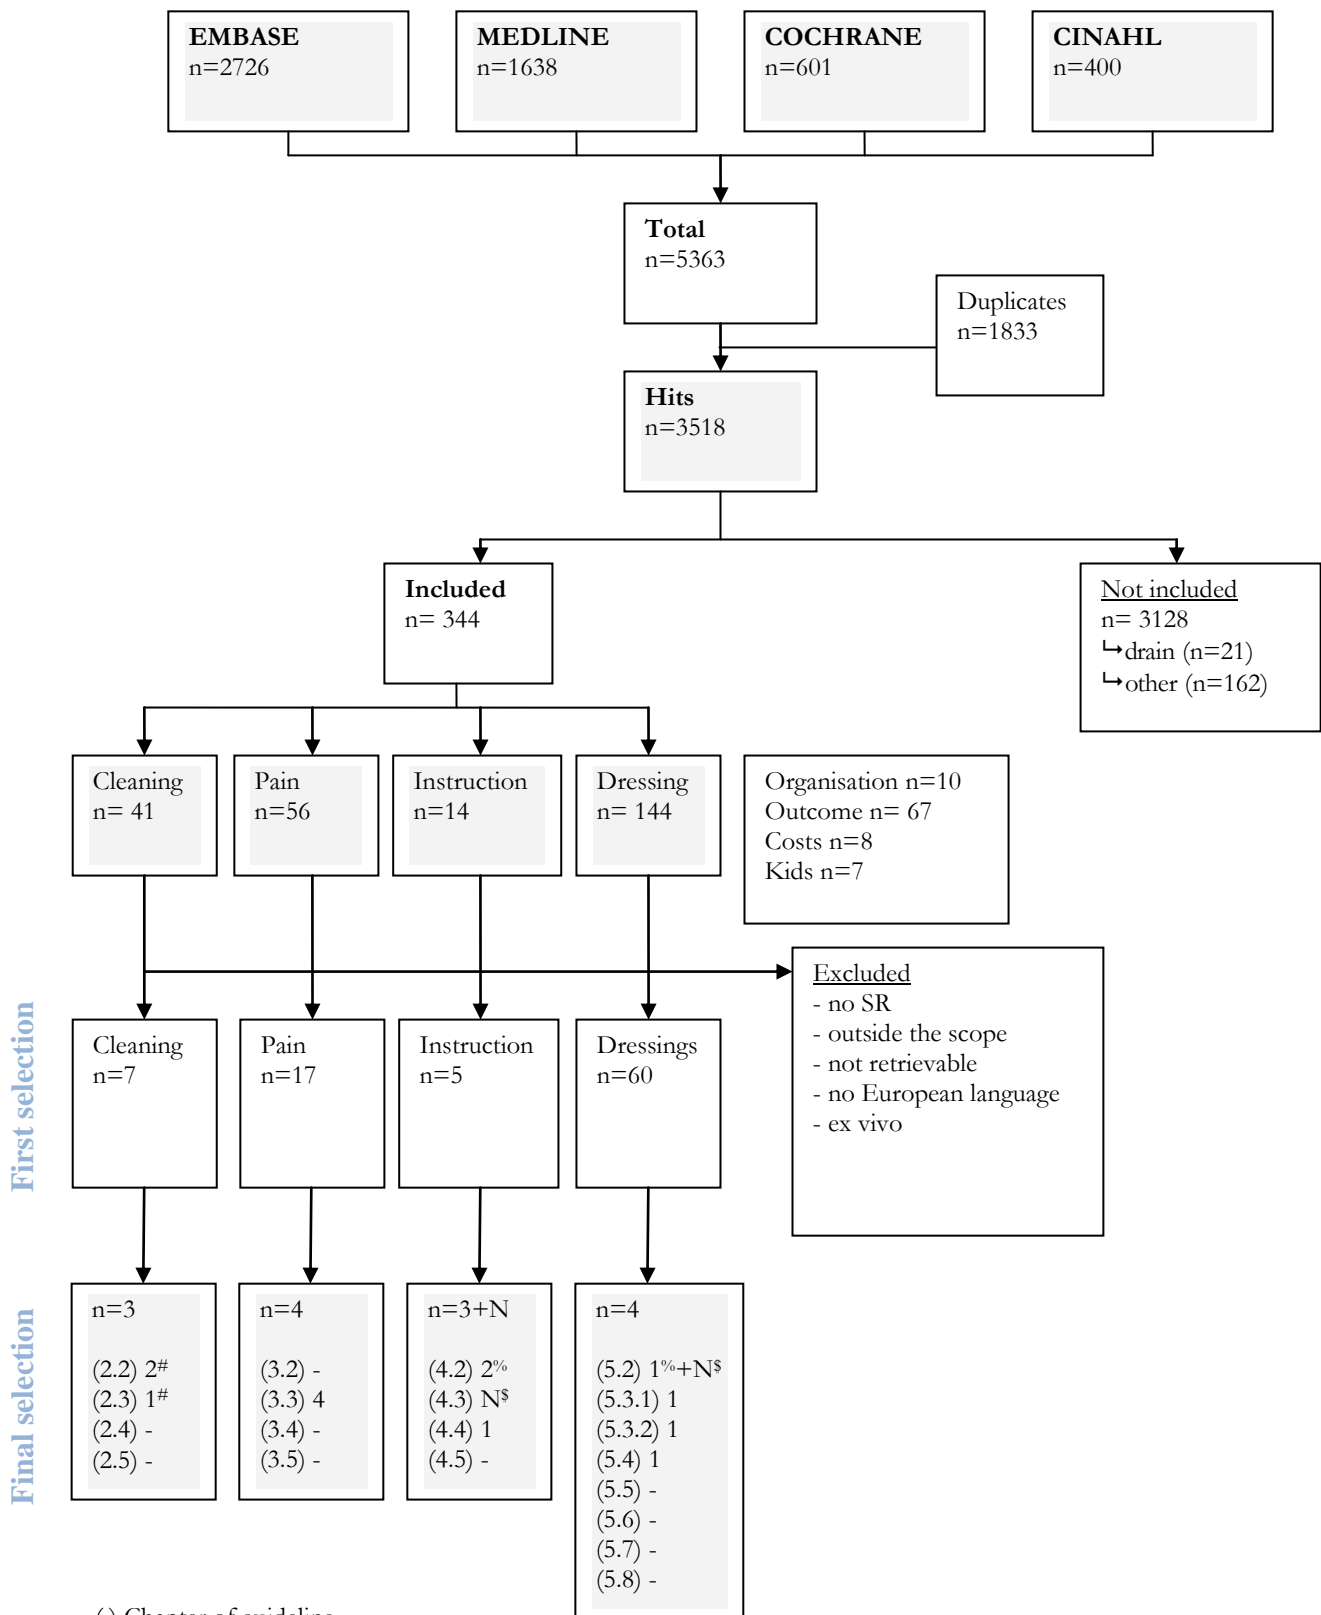 EMBASE
n=2726
MEDLINE
n=1638
COCHRANE
n=601
CINAHL
n=400
Total
n=5363
Duplicates
n=1833
Hits
n=3518
Included
n= 344
Not included
n= 3128
↳drain (n=21)
↳other (n=162)
Cleaning
n= 41
Pain
n=56
Instruction
n=14
Dressing
n= 144
Organisation n=10
Outcome n= 67
Costs n=8
Kids n=7
Excluded
- no SR
- outside the scope
- not retrievable
- no European language
- ex vivo
First selection
Cleaning
n=7
Pain
n=17
Instruction
n=5
Dressings
n=60
Final selection
n=3
(2.2) 2#
(2.3) 1#
(2.4) -
(2.5) -
n=4
(3.2) -
(3.3) 4
(3.4) -
(3.5) -
n=3+N
(4.2) 2%
(4.3) N$
(4.4) 1
(4.5) -
n=4
(5.2) 1%+N$
(5.3.1) 1
(5.3.2) 1
(5.4) 1
(5.5) -
(5.6) -
(5.7) -
(5.8) -
() Chapter of guideline